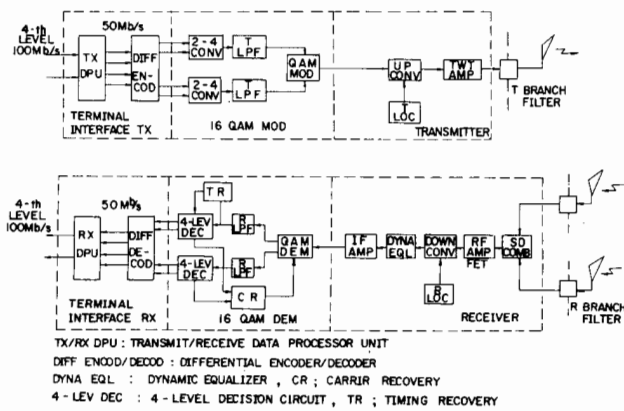 4-th
LEVEL
100Mb/s
50Mb/s
TX
DPU
DIFF
EN-
COD
2-4
CONV
T
LPF
2-4
CONV
T
LPF
QAM
MOD
UP
CONV
TWT
AMP
T
LOC
T BRANCH
FILTER
TERMINAL
INTERFACE TX
16 QAM MOD
TRANSMITTER
4-th
LEVEL
100Mb/s
50Mb/s
RX
DPU
DIFF
DE-
COD
TR
4-LEV
DEC
R
LPF
4-LEV
DEC
R
LPF
CR
QAM
DEM
IF
AMP
DYNA
EQL
DOWN
CONV
RF
AMP
FET
SD
COMB
R
LOC
R BRANCH
FILTER
TERMINAL
INTERFACE RX
16 QAM DEM
RECEIVER
TX/RX DPU : TRANSMIT/RECEIVE DATA PROCESSOR UNIT
DIFF ENCOD/DECOD : DIFFERENTIAL ENCODER/DECODER
DYNA EQL : DYNAMIC EQUALIZER , CR ; CARRIR RECOVERY
4-LEV DEC : 4-LEVEL DECISION CIRCUIT , TR ; TIMING RECOVERY